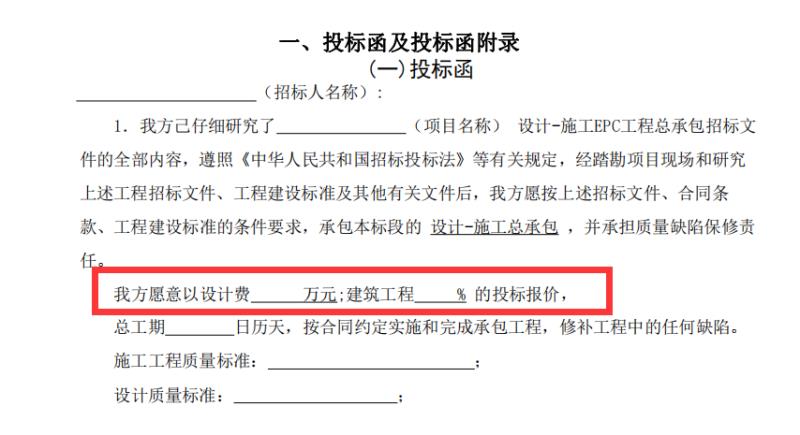 一、投标函及投标函附录
(一)投标函
____________________（招标人名称）：
1．我方己仔细研究了________________（项目名称） 设计-施工EPC工程总承包招标文
件的全部内容，遵照《中华人民共和国招标投标法》等有关规定，经踏勘项目现场和研究
上述工程招标文件、工程建设标准及其他有关文件后，我方愿按上述招标文件、合同条
款、工程建设标准的条件要求，承包本标段的 设计-施工总承包 ，并承担质量缺陷保修责
任。
我方愿意以设计费______万元;建筑工程_____% 的投标报价，
总工期________日历天，按合同约定实施和完成承包工程，修补工程中的任何缺陷。
施工工程质量标准：________________________；
设计质量标准：___________________；